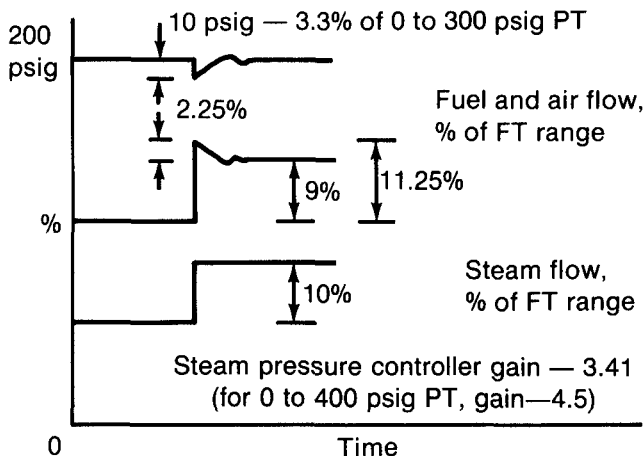 10 psig — 3.3% of 0 to 300 psig PT
200
psig
2.25%
Fuel and air flow,
% of FT range
9%
11.25%
%
10%
Steam flow,
% of FT range
Steam pressure controller gain — 3.41
(for 0 to 400 psig PT, gain—4.5)
0
Time